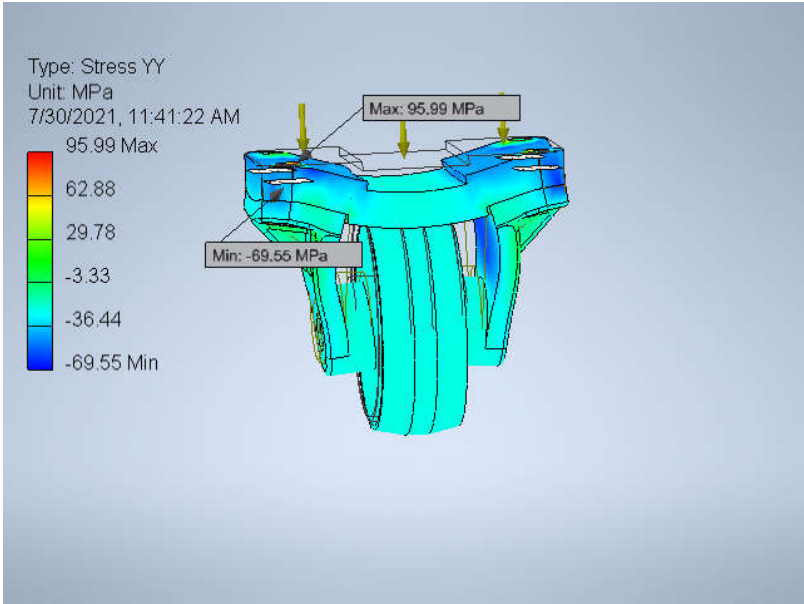 Type: Stress YY
Unit: MPa
7/30/2021, 11:41:22 AM
95.99 Max
62.88
29.78
-3.33
-36.44
-69.55 Min
Max: 95.99 MPa
Min: -69.55 MPa